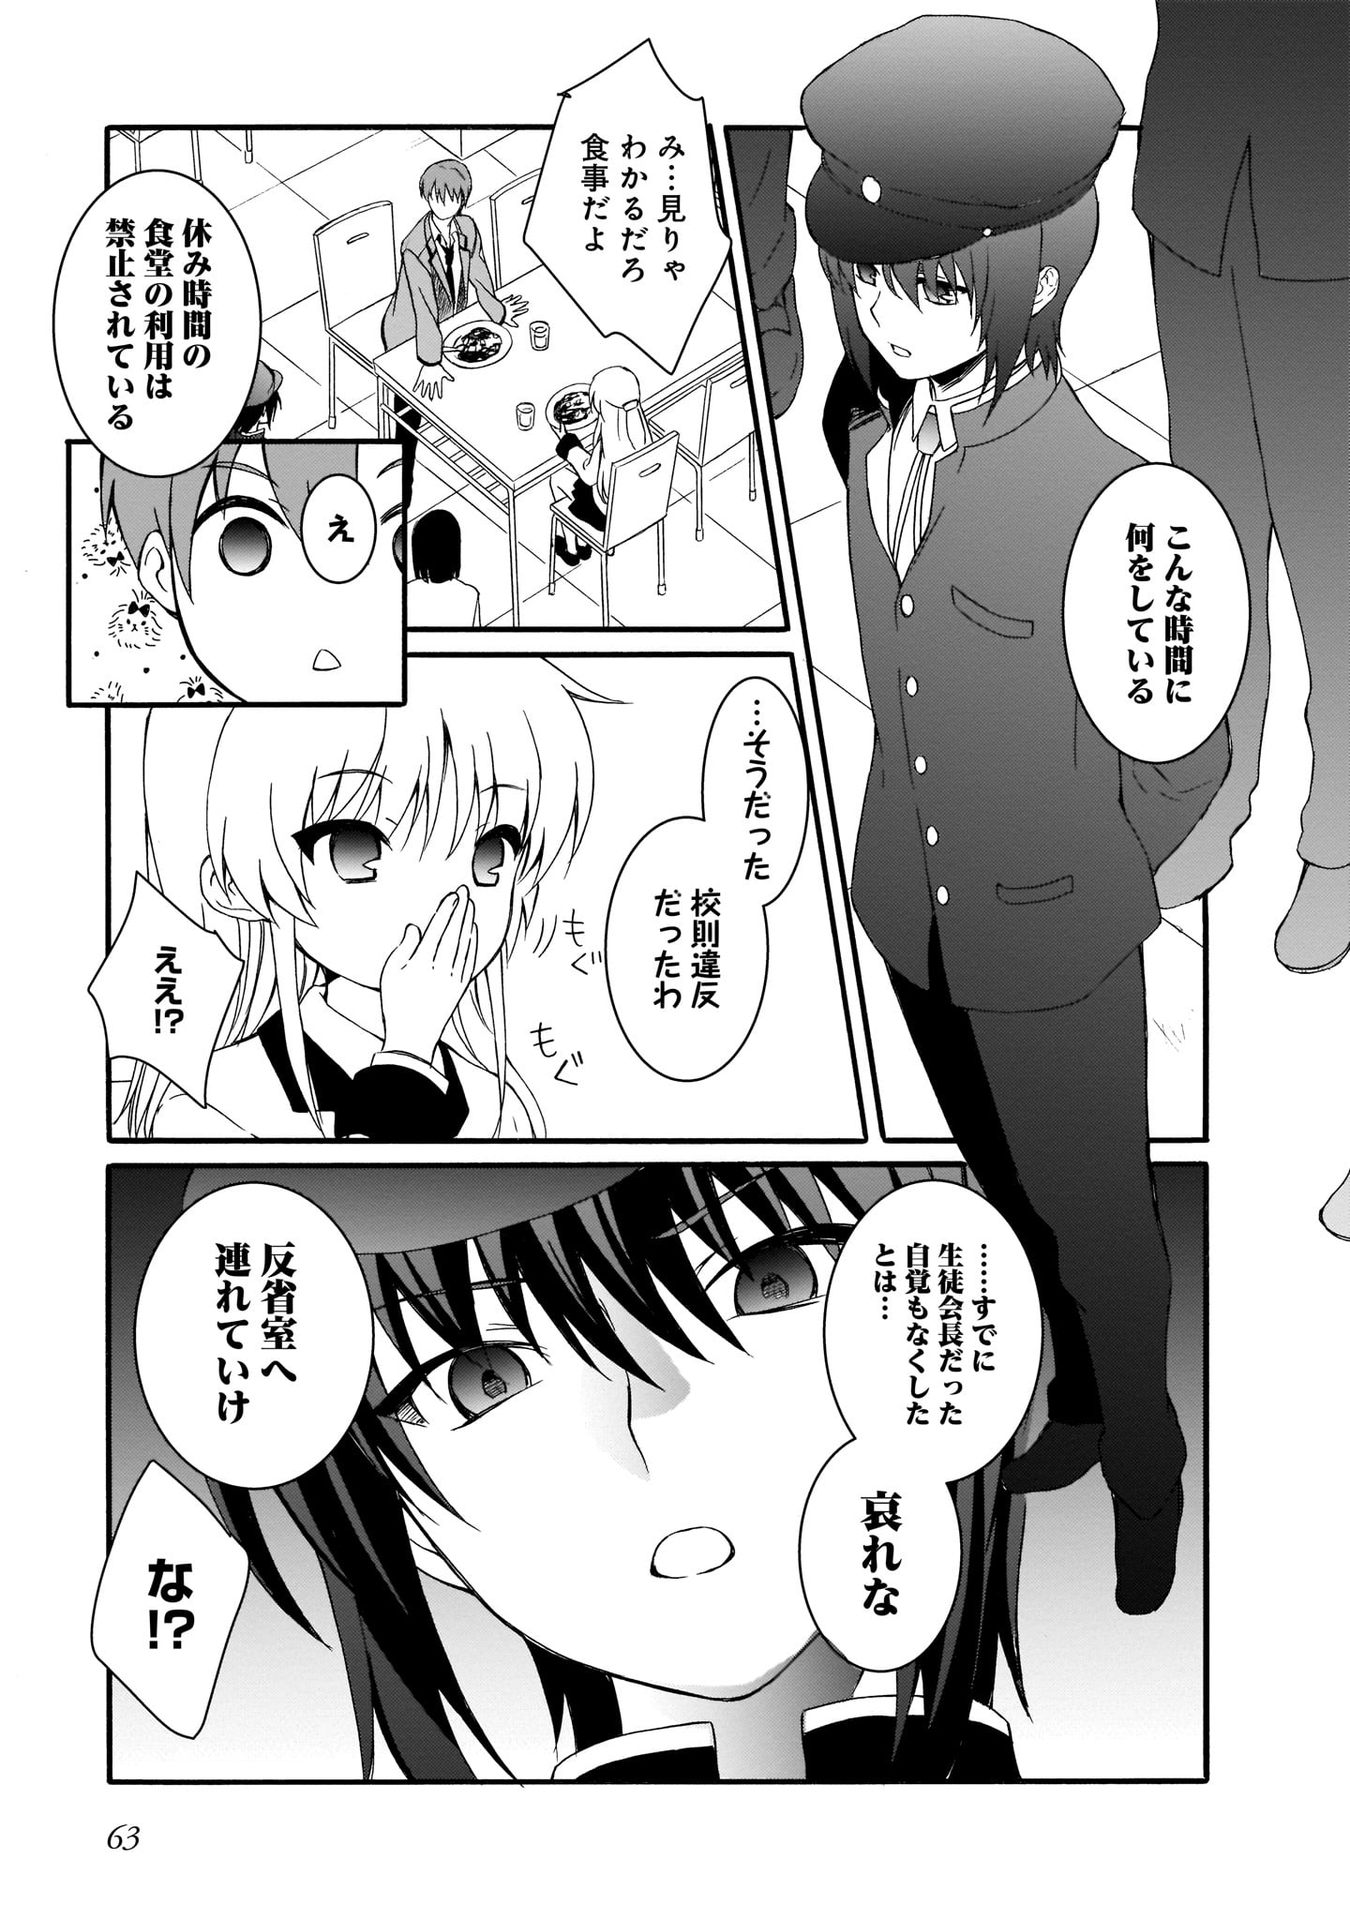 こんな時間に
何をしている
み…見りゃ
わかるだろ
食事だよ
休み時間の
食堂の利用は
禁止されている
え
…そうだった
校則違反
だったわ
もぐ
もぐ
ええ!?
……すでに
生徒会長だった
自覚もなくした
とは…
哀れな
反省室へ
連れていけ
な!?
63